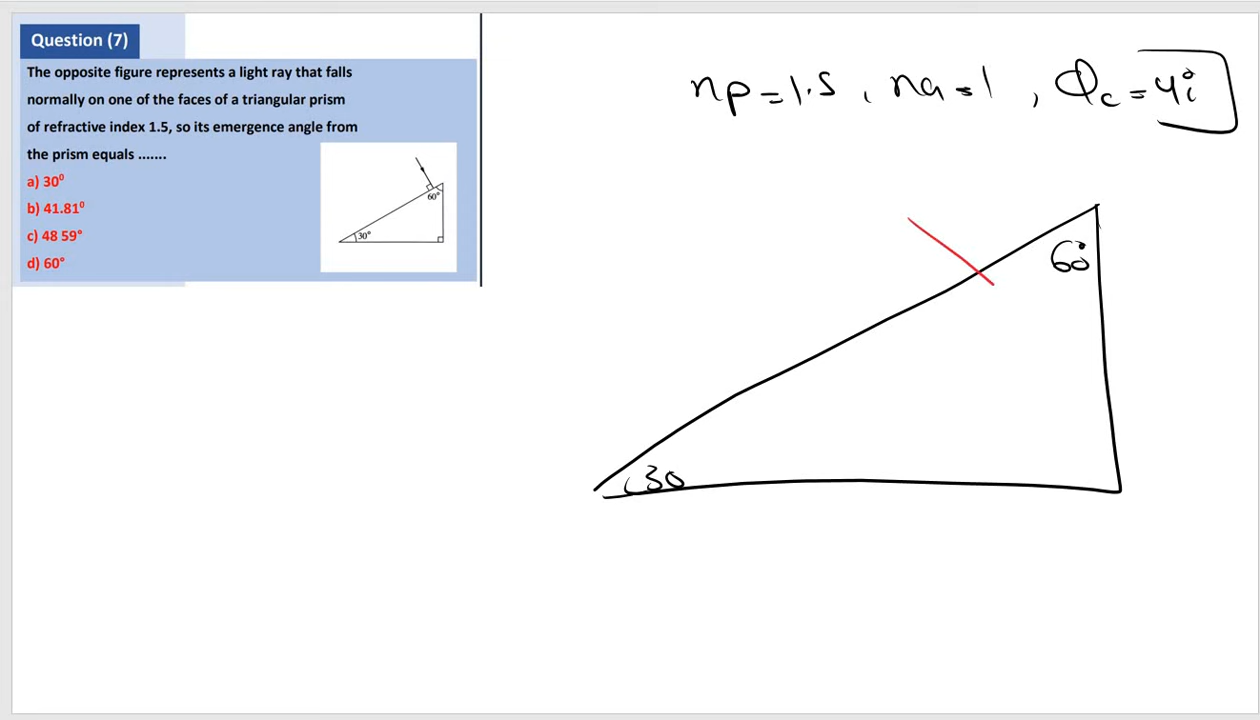 Question (7)
The opposite figure represents a light ray that falls
normally on one of the faces of a triangular prism
of refractive index 1.5, so its emergence angle from
the prism equals .......
a) 30⁰
b) 41.81⁰
c) 48 59°
d) 60°
60°
30°
np=1.5, na=1, Φc=
60°
30